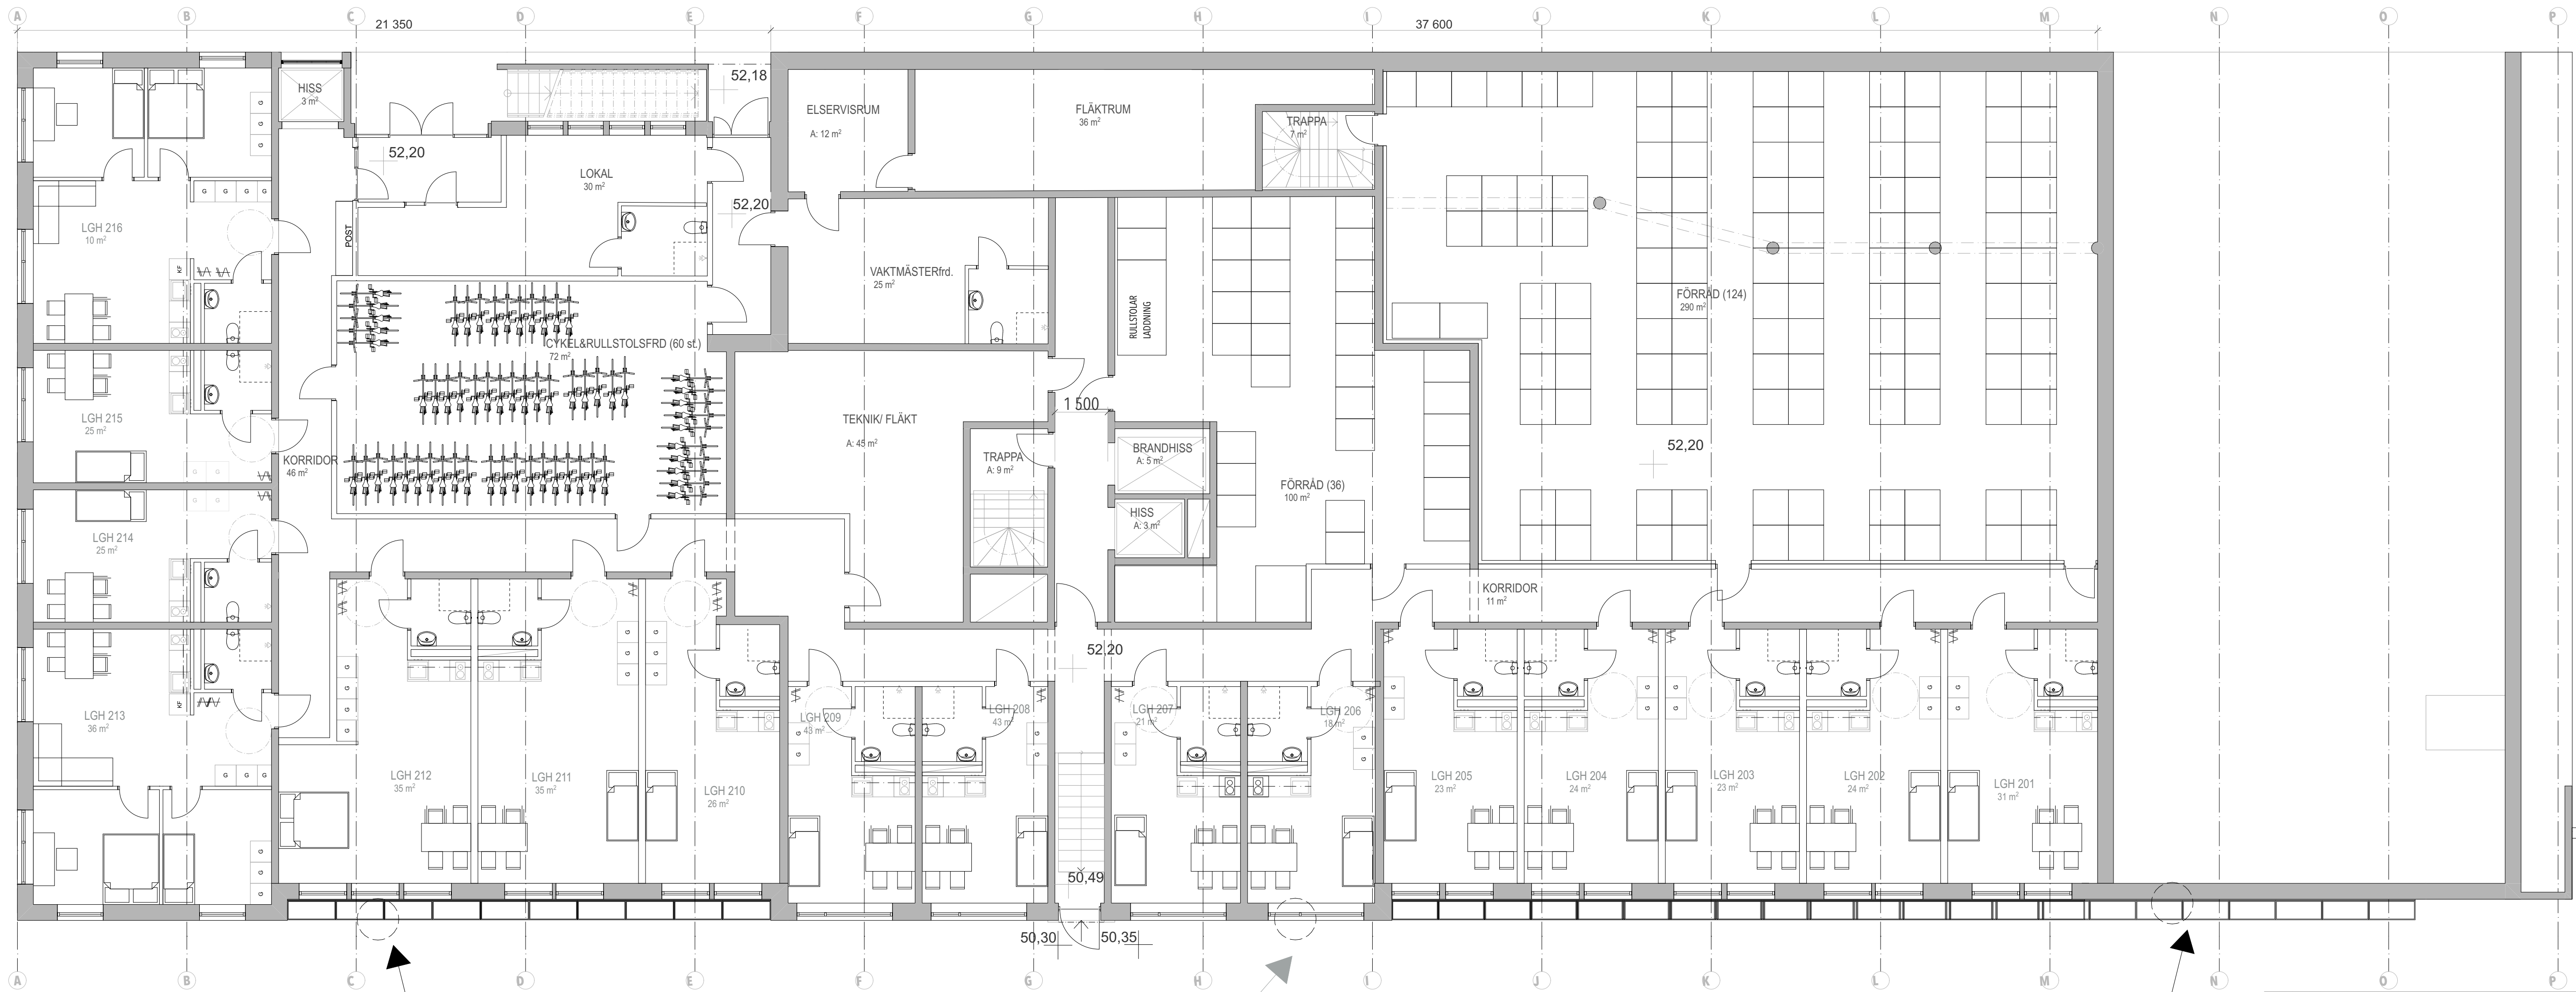 A B C D E F G H I J K L M N O P
21 350
37 600
HISS
3 m²
52,18
ELSERVISRUM
A: 12 m²
FLÄKTRUM
36 m²
TRAPPA
7 m²
52,20
LOKAL
30 m²
52,20
POST
G
G
G
G G G G
LGH 216
10 m²
KF
VAKTMÄSTERfrd.
25 m²
RULLSTOLAR
LADDNING
FÖRRÅD (124)
290 m²
CYKEL&RULLSTOLSFRD (60 st.)
72 m²
LGH 215
25 m²
KORRIDOR
46 m²
TEKNIK/ FLÄKT
A: 45 m²
1 500
TRAPPA
A: 9 m²
BRANDHISS
A: 5 m²
HISS
A: 3 m²
FÖRRÅD (36)
100 m²
52,20
G G
G G
LGH 214
25 m²
KORRIDOR
11 m²
52,20
LGH 213
36 m²
KF
G G G
G
G
G
LGH 212
35 m²
G
G
G
G
LGH 211
35 m²
G
G
G
G
G
LGH 210
26 m²
LGH 209
43 m²
G
G
LGH 208
43 m²
G
G
LGH 207
21 m²
G
G
LGH 206
18 m²
G
G
LGH 205
23 m²
G
G
LGH 204
24 m²
G
G
LGH 203
23 m²
G
G
LGH 202
24 m²
G
G
LGH 201
31 m²
G
G
50,49
50,30
50,35
A B C D E F G H I J K L M N O P